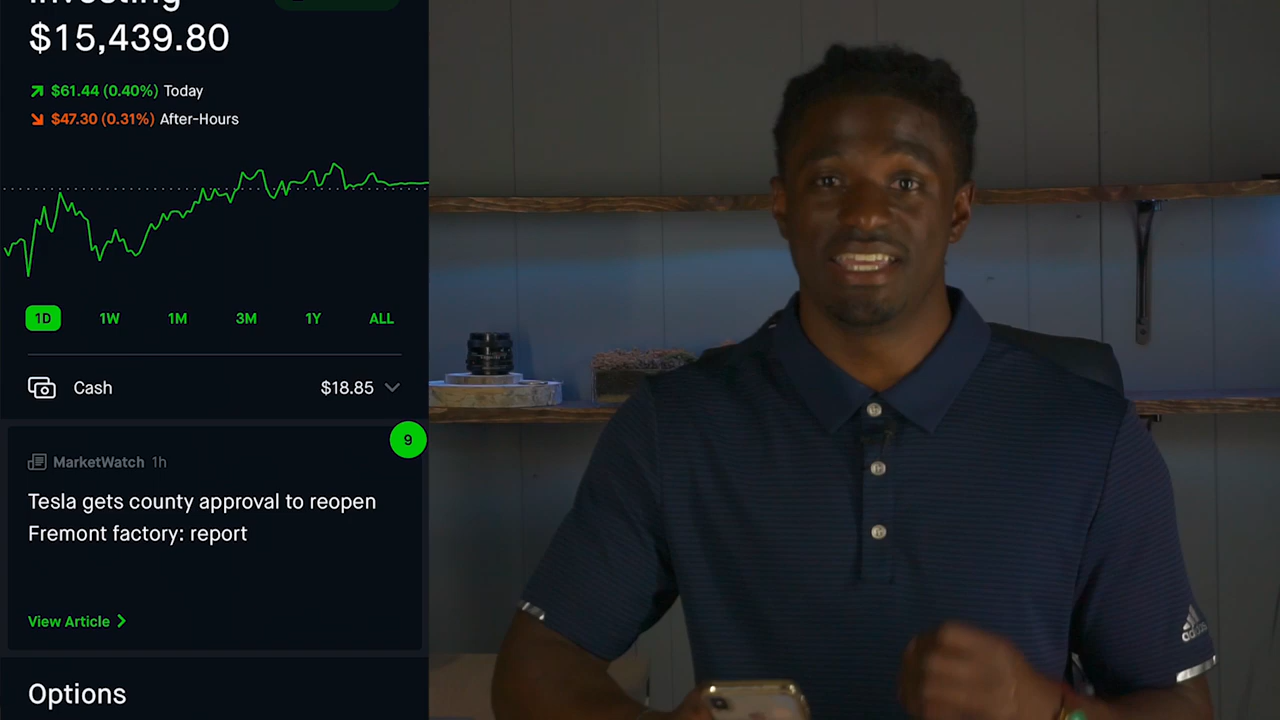 Investing
$15,439.80
$61.44 (0.40%) Today
$47.30 (0.31%) After-Hours
1D 1W 1M 3M 1Y ALL
Cash $18.85
9
MarketWatch 1h
Tesla gets county approval to reopen
Fremont factory: report
View Article
Options
adidas